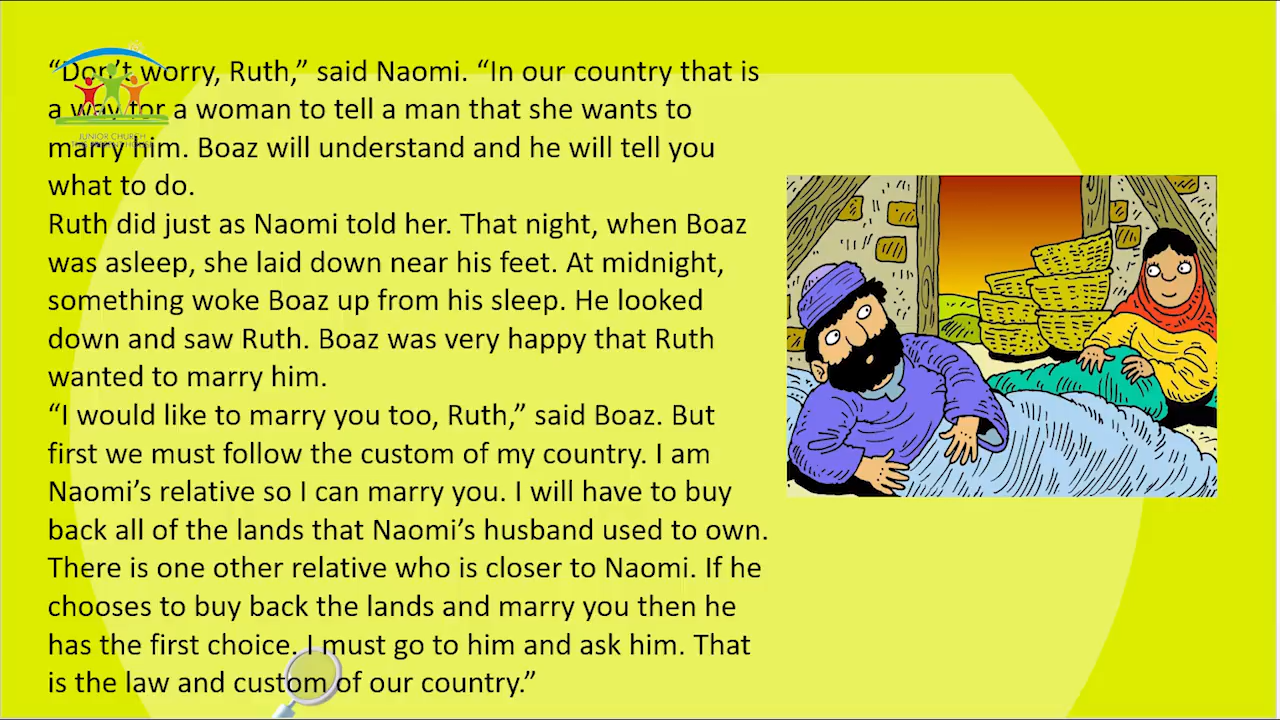 “Don’t worry, Ruth,” said Naomi. “In our country that is
a way for a woman to tell a man that she wants to
marry him. Boaz will understand and he will tell you
what to do.
Ruth did just as Naomi told her. That night, when Boaz
was asleep, she laid down near his feet. At midnight,
something woke Boaz up from his sleep. He looked
down and saw Ruth. Boaz was very happy that Ruth
wanted to marry him.
“I would like to marry you too, Ruth,” said Boaz. But
first we must follow the custom of my country. I am
Naomi’s relative so I can marry you. I will have to buy
back all of the lands that Naomi’s husband used to own.
There is one other relative who is closer to Naomi. If he
chooses to buy back the lands and marry you then he
has the first choice. I must go to him and ask him. That
is the law and custom of our country.”
JUNIOR CHURCH